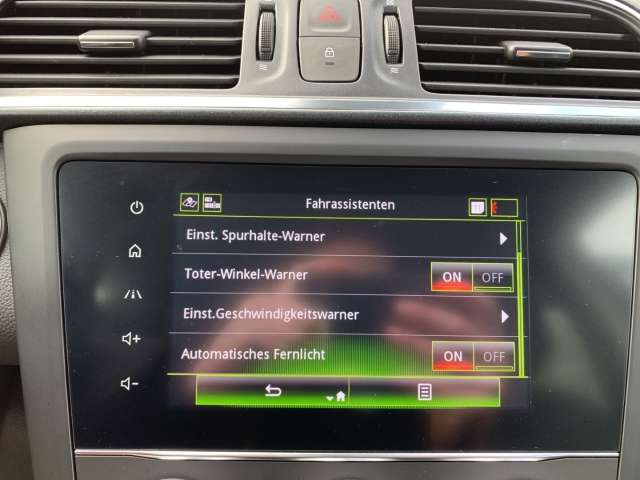 Fahrassistenten
Einst. Spurhalte-Warner
Toter-Winkel-Warner ON OFF
Einst.Geschwindigkeitswarner
Automatisches Fernlicht ON OFF